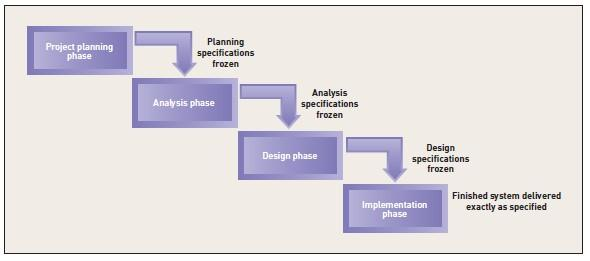 Project planning
phase
Planning
specifications
frozen
Analysis phase
Analysis
specifications
frozen
Design phase
Design
specifications
frozen
Implementation
phase
Finished system delivered
exactly as specified